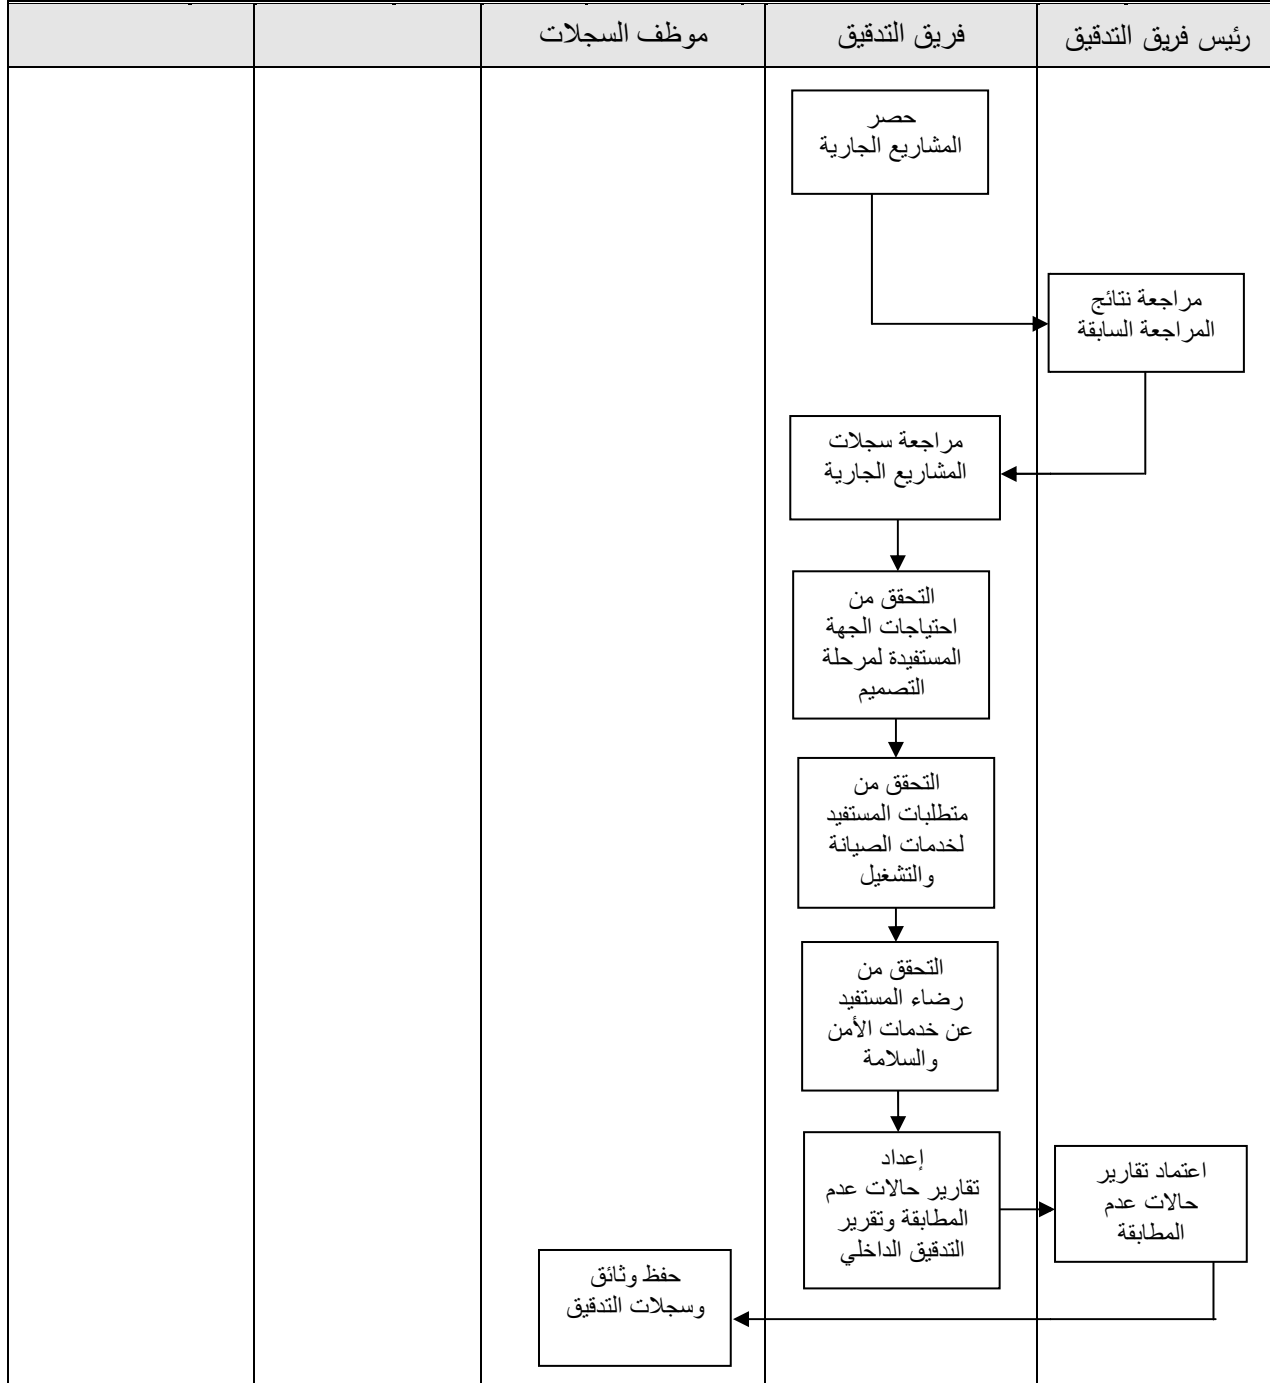 رئيس فريق التدقيق
فريق التدقيق
موظف السجلات
حصر
المشاريع الجارية
مراجعة نتائج
المراجعة السابقة
مراجعة سجلات
المشاريع الجارية
التحقق من
احتياجات الجهة
المستفيدة لمرحلة
التصميم
التحقق من
متطلبات المستفيد
لخدمات الصيانة
والتشغيل
التحقق من
رضاء المستفيد
عن خدمات الأمن
والسلامة
إعداد
تقارير حالات عدم
المطابقة وتقرير
التدقيق الداخلي
اعتماد تقارير
حالات عدم
المطابقة
حفظ وثائق
وسجلات التدقيق